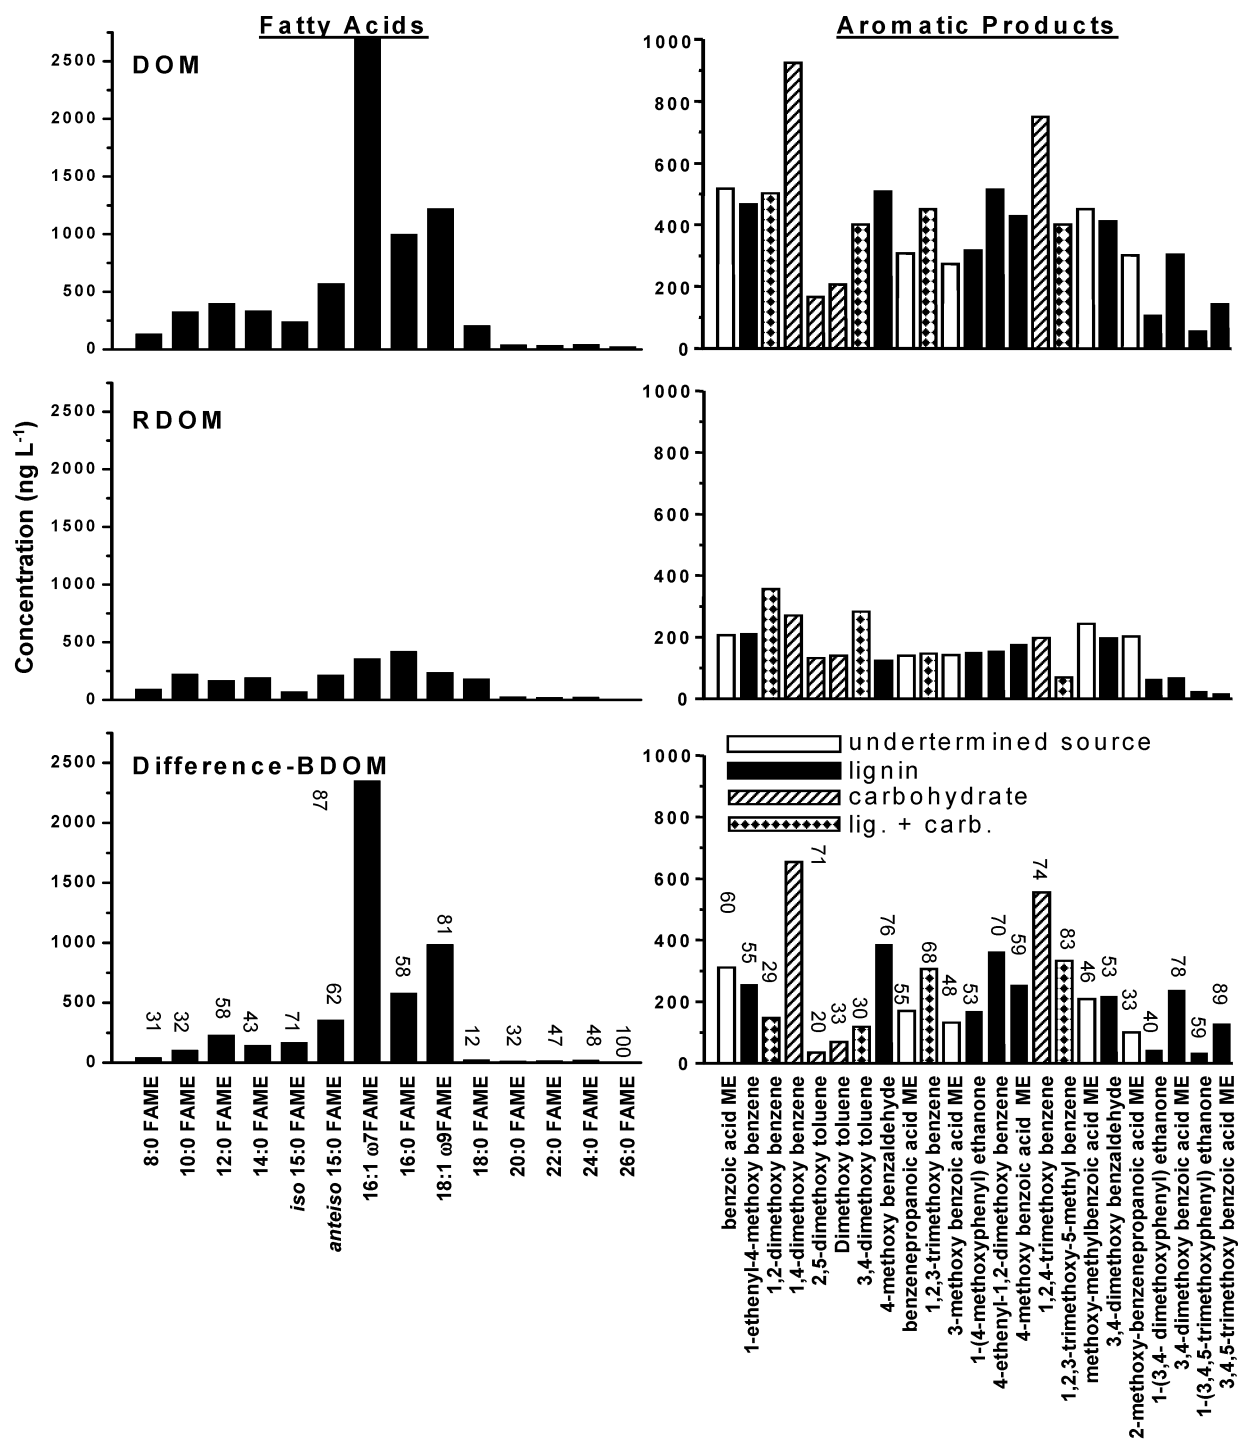 Fatty Acids
Aromatic Products
DOM
2500
2000
1500
1000
500
0
1000
800
600
400
200
0
RDOM
2500
2000
1500
1000
500
0
1000
800
600
400
200
0
Concentration (ng L-1)
Difference-BDOM
2500
2000
1500
1000
500
0
31
32
58
43
71
62
87
58
81
12
32
47
48
100
8:0 FAME
10:0 FAME
12:0 FAME
14:0 FAME
iso 15:0 FAME
anteiso 15:0 FAME
16:1 ω7FAME
16:0 FAME
18:1 ω9FAME
18:0 FAME
20:0 FAME
22:0 FAME
24:0 FAME
26:0 FAME
undertermined source
lignin
carbohydrate
lig. + carb.
1000
800
600
400
200
0
60
55
29
71
20
33
30
76
55
68
48
53
70
59
74
83
46
53
33
40
78
59
89
benzoic acid ME
1-ethenyl-4-methoxy benzene
1,2-dimethoxy benzene
1,4-dimethoxy benzene
2,5-dimethoxy toluene
Dimethoxy toluene
3,4-dimethoxy toluene
4-methoxy benzaldehyde
benzenepropanoic acid ME
1,2,3-trimethoxy benzene
3-methoxy benzoic acid ME
1-(4-methoxyphenyl) ethanone
4-ethenyl-1,2-dimethoxy benzene
4-methoxy benzoic acid ME
1,2,4-trimethoxy benzene
1,2,3-trimethoxy-5-methyl benzene
methoxy-methylbenzoic acid ME
3,4-dimethoxy benzaldehyde
2-methoxy-benzenepropanoic acid ME
1-(3,4- dimethoxyphenyl) ethanone
3,4-dimethoxy benzoic acid ME
1-(3,4,5-trimethoxyphenyl) ethanone
3,4,5-trimethoxy benzoic acid ME